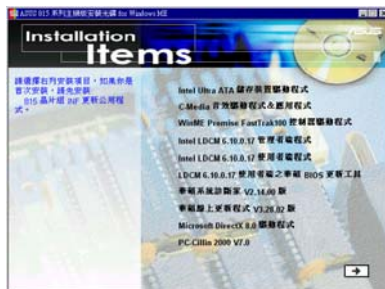 ASUS 815 系列主機板安裝光碟 for Windows ME
Installation
Items
ASUS
請選擇右列安裝項目，如果你是
首次安裝，請先安裝:
815 晶片組 INF 更新公用程
式。
Intel Ultra ATA 儲存裝置驅動程式
C-Media 音效驅動程式&應用程式
WinME Promise FastTrak100 控制器驅動程式
Intel LDCM 6.10.0.17 管理者端程式
Intel LDCM 6.10.0.17 使用者端程式
LDCM 6.10.0.17 使用者端之華碩 BIOS 更新工具
華碩系統診斷家 V2.14.00 版
華碩線上更新程式 V3.28.02 版
Microsoft DirectX 8.0 驅動程式
PC-Cillin 2000 V7.0